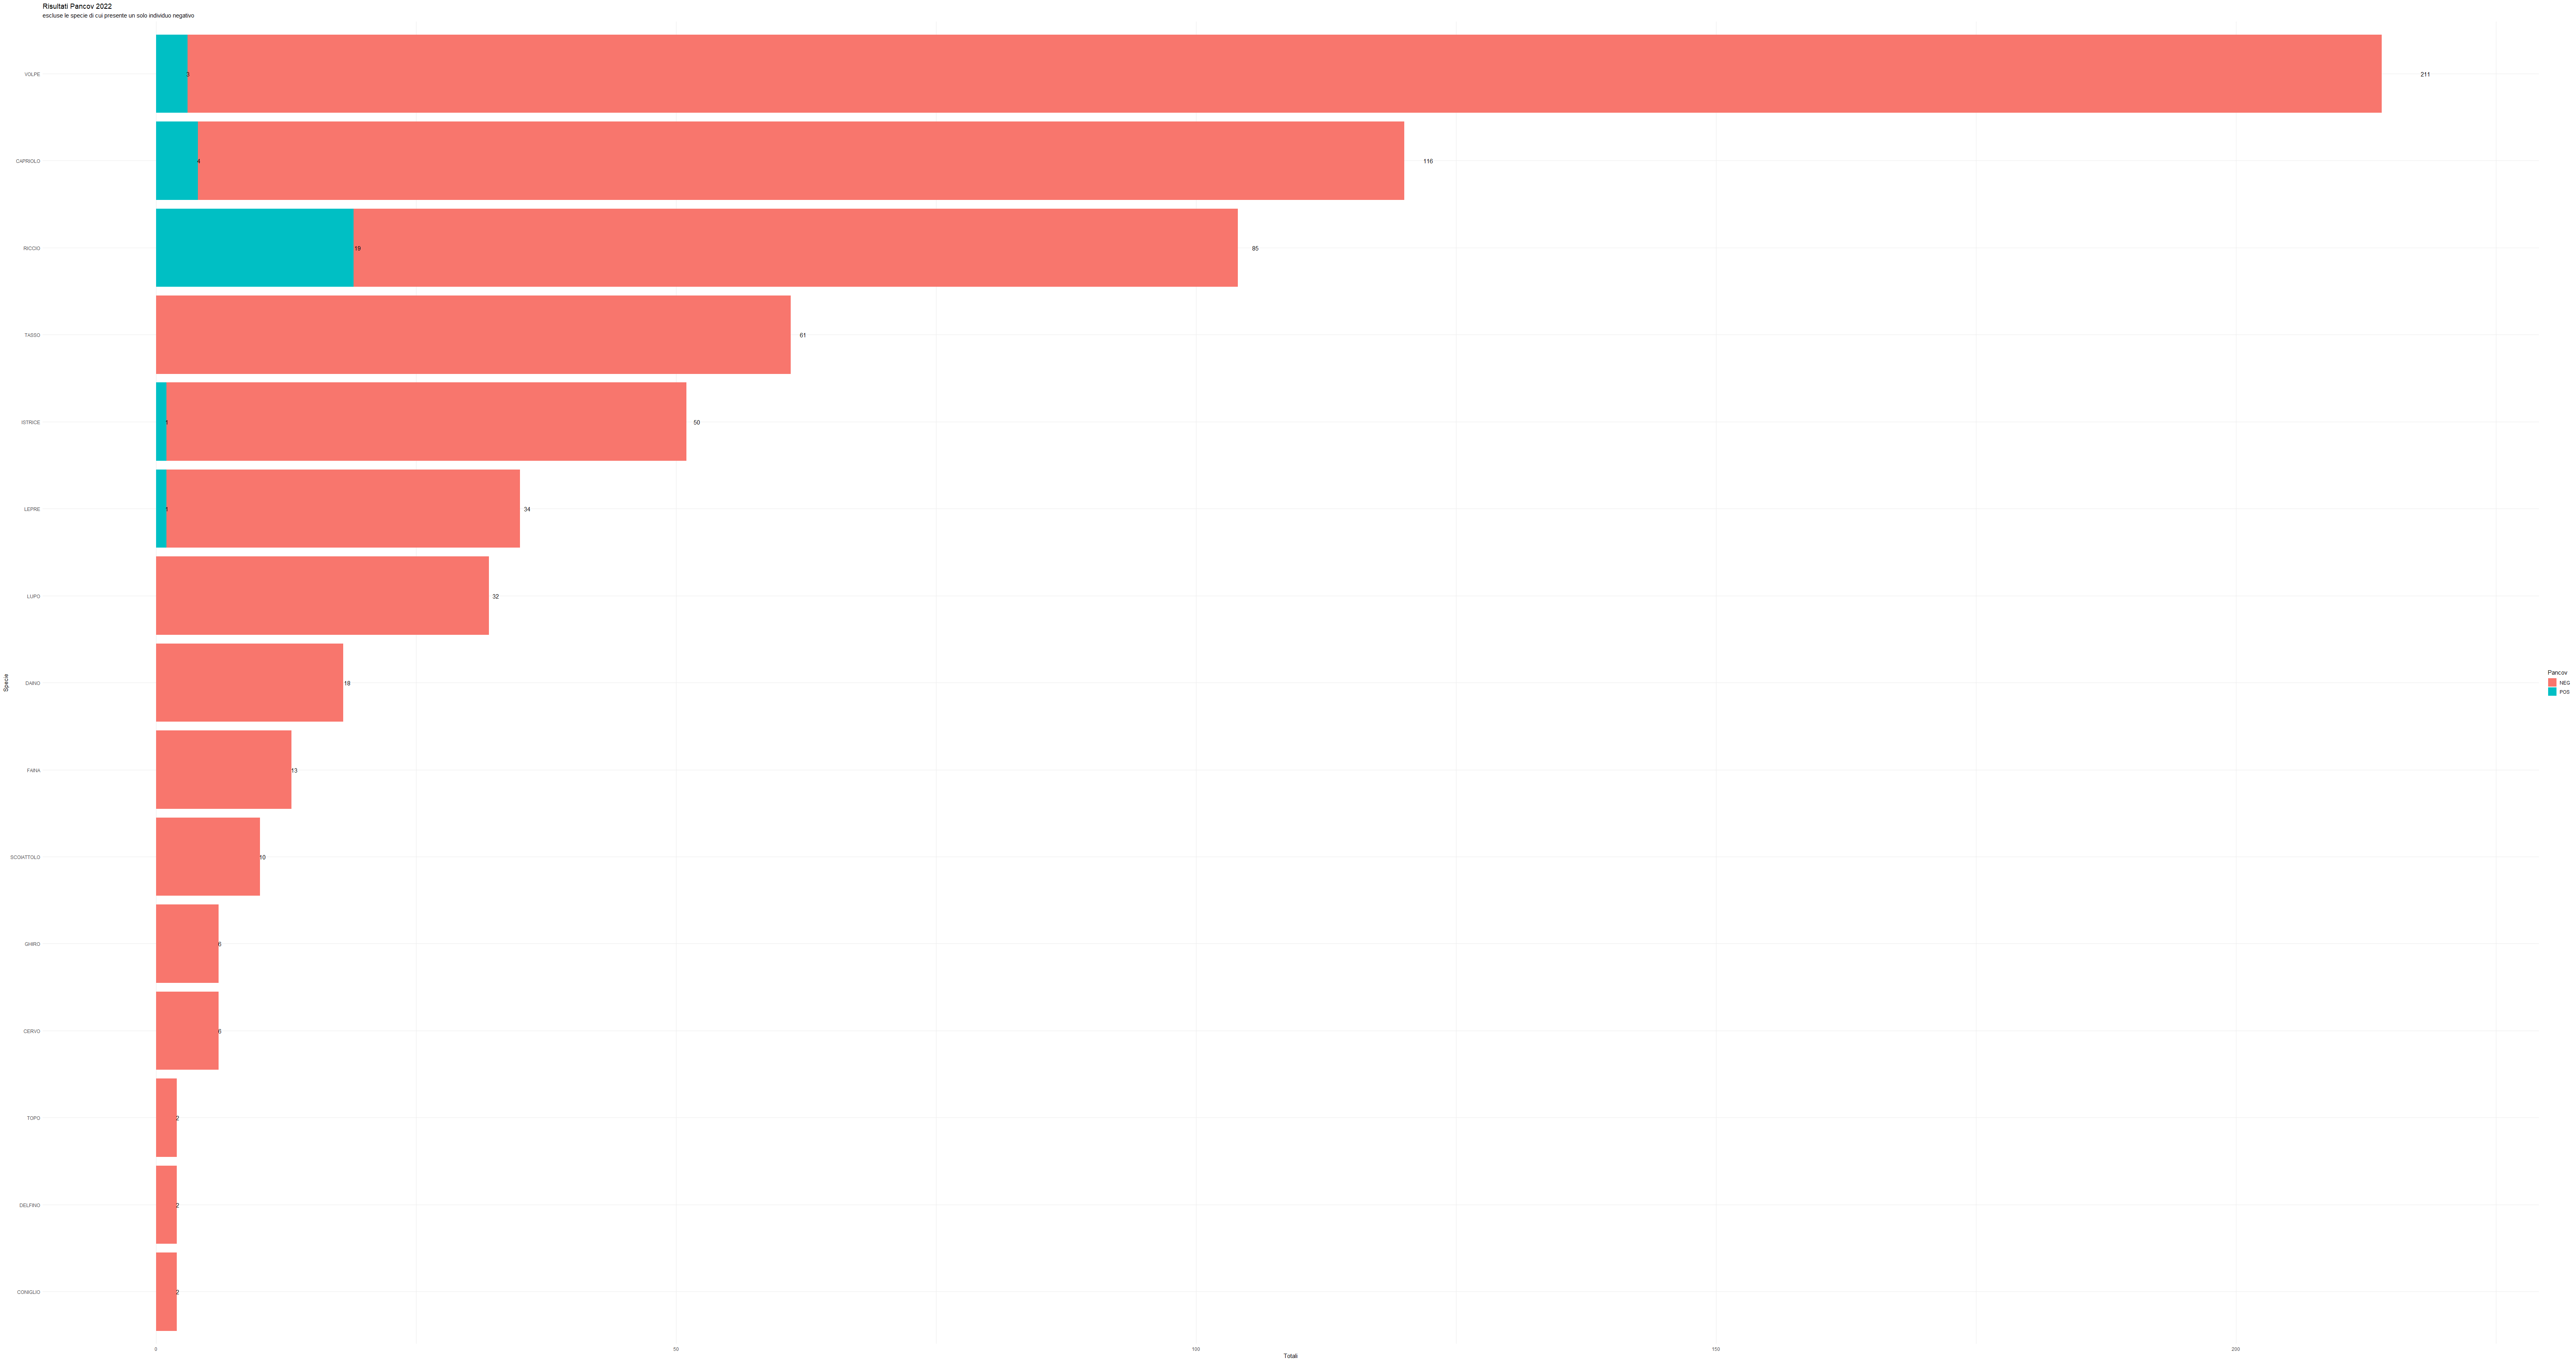 Risultati Pancov 2022
escluse le specie di cui presente un solo individuo negativo
VOLPE 3 211
CAPRIOLO 4 116
RICCIO 19 85
TASSO 61
ISTRICE 1 50
LEPRE 1 34
LUPO 32
DAINO 18
FAINA 13
SCOIATTOLO 10
GHIRO 6
CERVO 6
TOPO 2
DELFINO 2
CONIGLIO 2
0 50 100 150 200
Totali
Specie
Pancov
NEG
POS